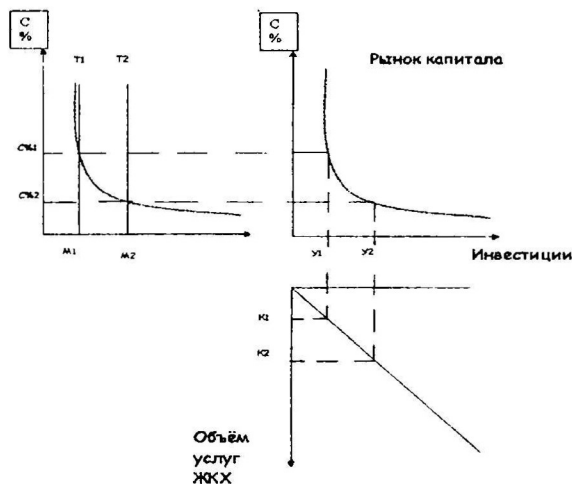 С
%
Т1
Т2
С%1
С%2
М1
М2
С
%
Рынок капитала
У1
У2
Инвестиции
К1
К2
Объём
услуг
ЖКХ